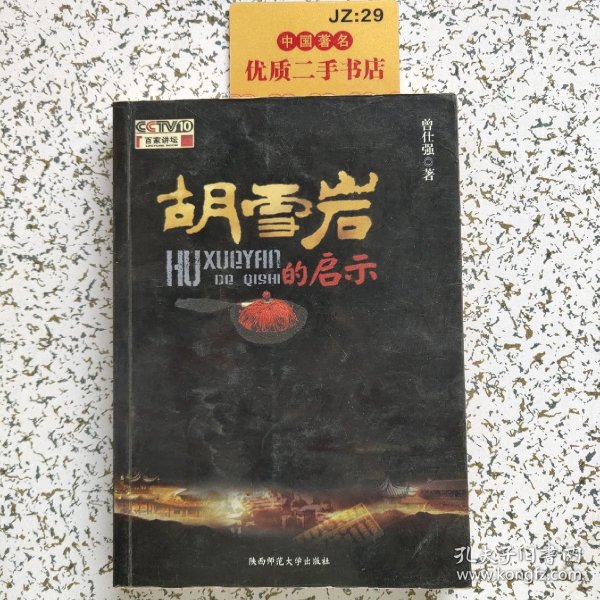 JZ:29
中国著名
优质二手书店
CCTV10
百家讲坛
曾仕强◎著
胡雪岩
HU XUEYAN
DE QISHI
的启示
陕西师范大学出版社
孔夫子旧书网
www.kongfz.com